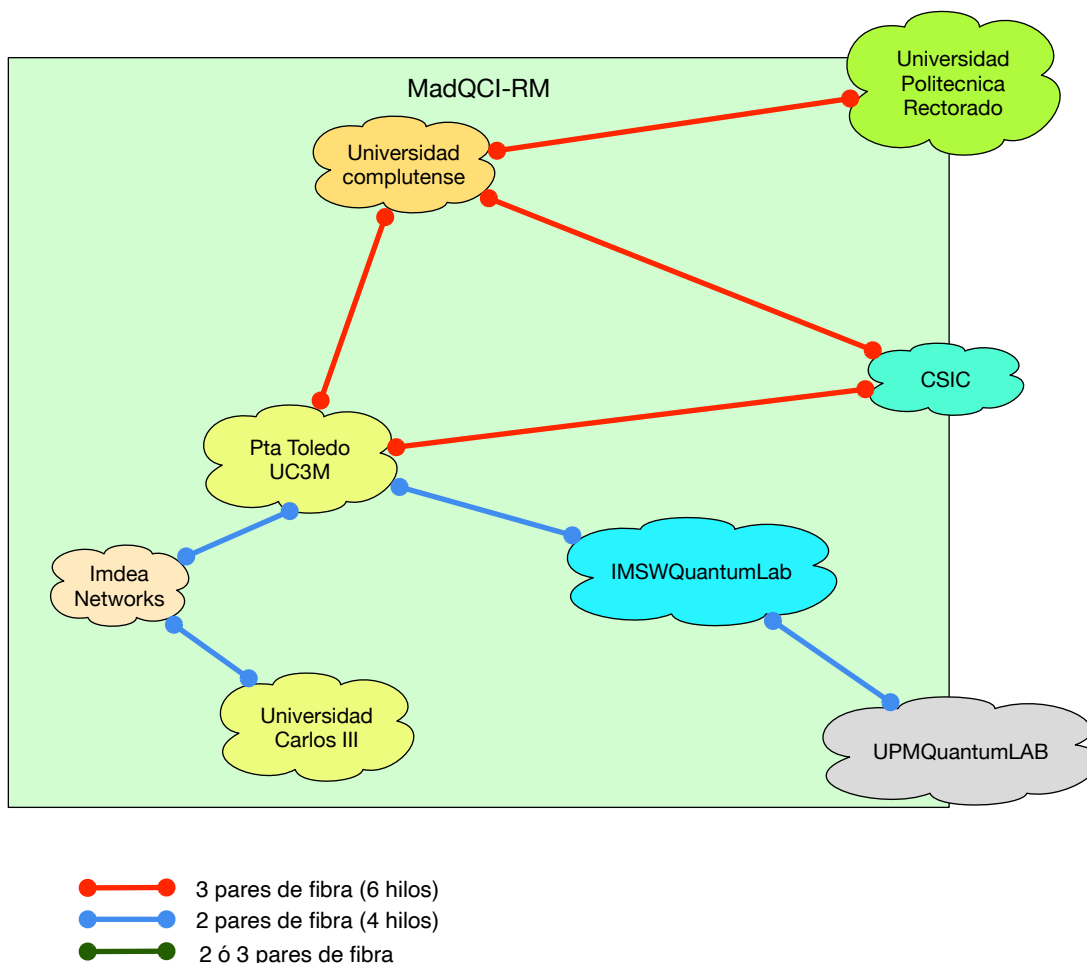 Universidad
Politecnica
Rectorado
MadQCI-RM
Universidad
complutense
CSIC
Pta Toledo
UC3M
Imdea
Networks
IMSWQuantumLab
Universidad
Carlos III
UPMQuantumLAB
3 pares de fibra (6 hilos)
2 pares de fibra (4 hilos)
2 ó 3 pares de fibra